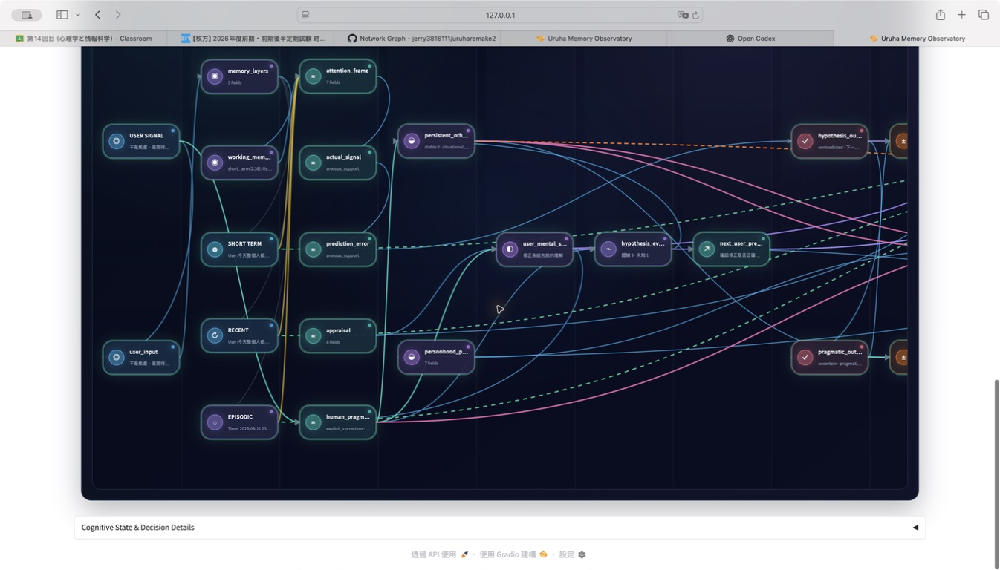 127.0.0.1
第14回目 (心理学と情報科学) - Classroom
【枚方】2026年度前期・前期後半定期試験 時...
Network Graph · jerry3816111/uruharemake2
Uruha Memory Observatory
Open Codex
Uruha Memory Observatory
memory_layers
5 fields
attention_frame
7 fields
USER SIGNAL
不是焦慮，是期待...
persistent_oth...
stable 0 · situational ...
hypothesis_ou...
contradicted · 下一...
working_mem...
short_term(2.38): Us...
actual_signal
anxious_support
SHORT TERM
User:今天整個人都...
prediction_error
anxious_support
user_mental_s...
修正系統先前的理解
hypothesis_ev...
證據 3 · 未知 1
next_user_pre...
確認修正是否正確...
RECENT
User:今天整個人都...
appraisal
8 fields
user_input
不是焦慮，是期待...
personhood_p...
7 fields
pragmatic_out...
uncertain · pragmati...
EPISODIC
Time: 2026-08-11 23...
human_pragm...
explicit_correction · ...
Cognitive State & Decision Details
透過 API 使用 · 使用 Gradio 建構 · 設定